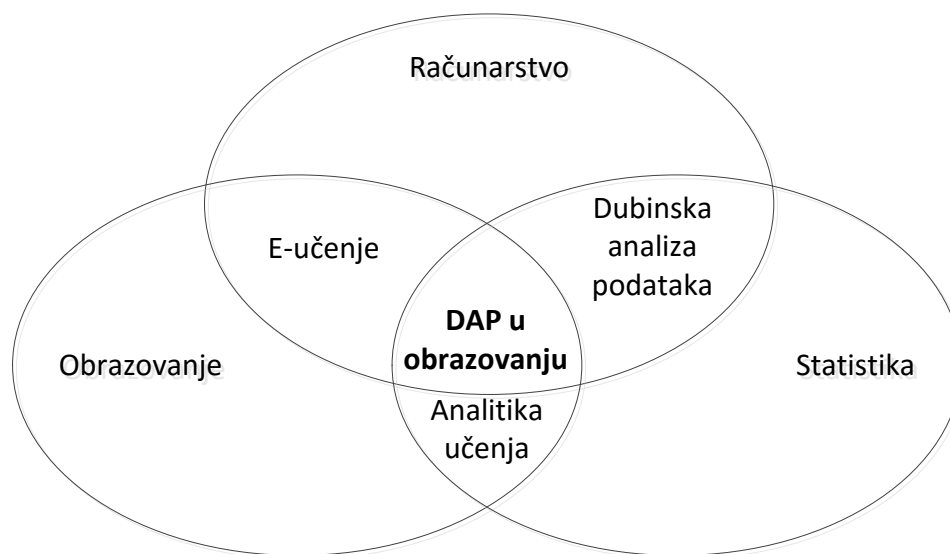 Računarstvo
E-učenje
Dubinska
analiza
podataka
DAP u
obrazovanju
Obrazovanje
Statistika
Analitika
učenja